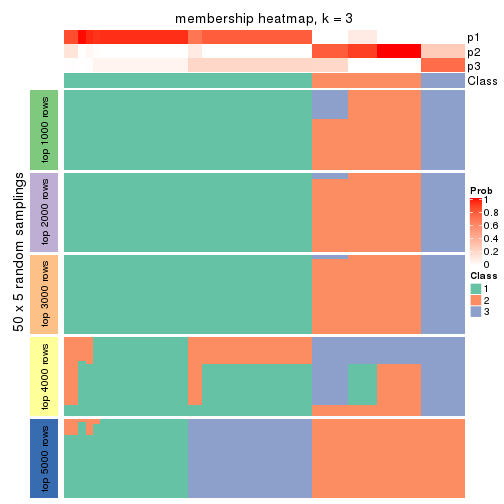 membership heatmap, k = 3
p1
p2
p3
Class
50 x 5 random samplings
top 1000 rows
top 2000 rows
top 3000 rows
top 4000 rows
top 5000 rows
Prob
1
0.8
0.6
0.4
0.2
0
Class
1
2
3